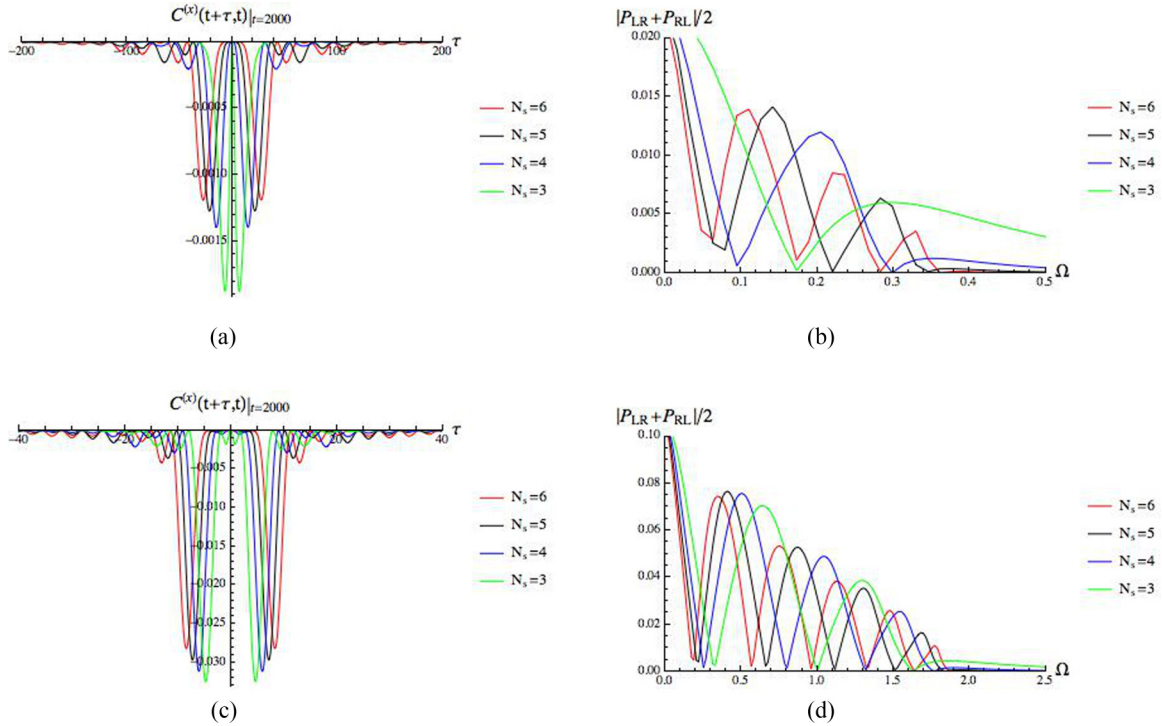 C^(x)(t+τ,t)|t=2000
−200 −100 100 200 τ
−0.0005
−0.0010
−0.0015
N_s=6
N_s=5
N_s=4
N_s=3
(a)
|P_LR+P_RL|/2
0.020
0.015
0.010
0.005
0.000
0.0 0.1 0.2 0.3 0.4 0.5 Ω
N_s=6
N_s=5
N_s=4
N_s=3
(b)
C^(x)(t+τ,t)|t=2000
−40 −20 20 40 τ
−0.005
−0.010
−0.015
−0.020
−0.025
−0.030
N_s=6
N_s=5
N_s=4
N_s=3
(c)
|P_LR+P_RL|/2
0.10
0.08
0.06
0.04
0.02
0.00
0.0 0.5 1.0 1.5 2.0 2.5 Ω
N_s=6
N_s=5
N_s=4
N_s=3
(d)